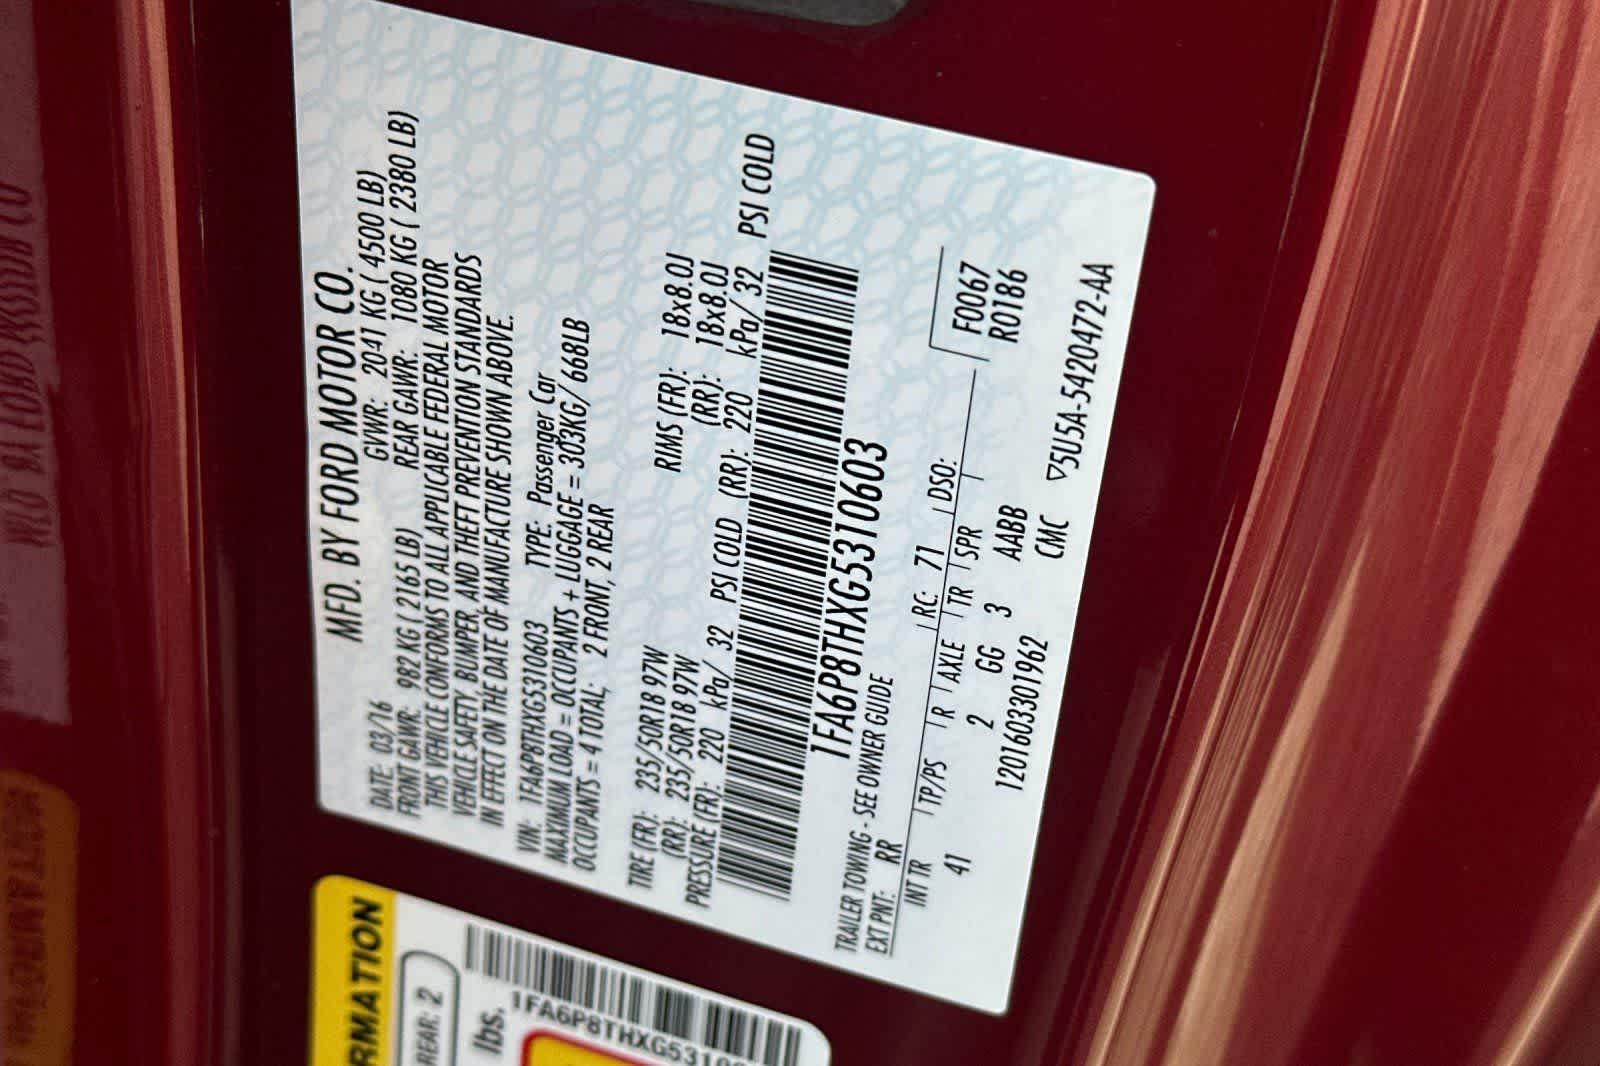 MFD. BY FORD MOTOR CO.
DATE: 03/16 GVWR: 2041 KG ( 4500 LB)
FRONT GAWR: 982 KG ( 2165 LB) REAR GAWR: 1080 KG ( 2380 LB)
THIS VEHICLE CONFORMS TO ALL APPLICABLE FEDERAL MOTOR
VEHICLE SAFETY, BUMPER, AND THEFT PREVENTION STANDARDS
IN EFFECT ON THE DATE OF MANUFACTURE SHOWN ABOVE.
VIN: 1FA6P8THXG5310603 TYPE: Passenger Car
MAXIMUM LOAD = OCCUPANTS + LUGGAGE = 303KG/ 668LB
OCCUPANTS = 4 TOTAL, 2 FRONT, 2 REAR
TIRE (FR): 235/50R18 97W RIMS (FR): 18x8.0J
(RR): 235/50R18 97W (RR): 18x8.0J
PRESSURE (FR): 220 kPa/ 32 PSI COLD (RR): 220 kPa/32 PSI COLD
1FA6P8THXG5310603
TRAILER TOWING - SEE OWNER GUIDE
EXT PNT: RR RC: 71 DSO: F0067
INT TR TP/PS R AXLE TR SPR R0186
41 2 GG 3 AABB
1201603301962 CMC ▽5U5A-5420472-AA
RMATION
REAR: 2
lbs.
1FA6P8THXG5310